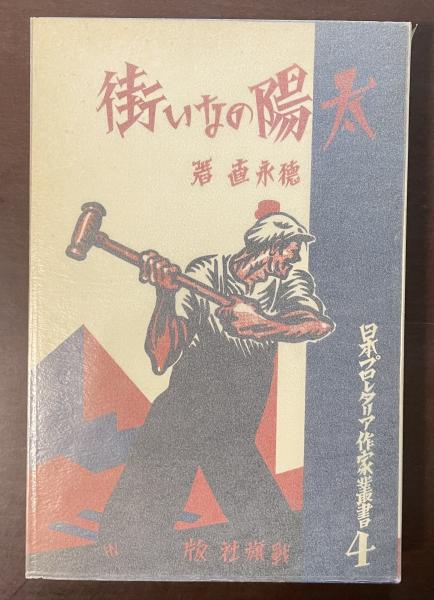 太陽のない街
徳永直著
日本プロレタリア作家叢書4
戰旗社版